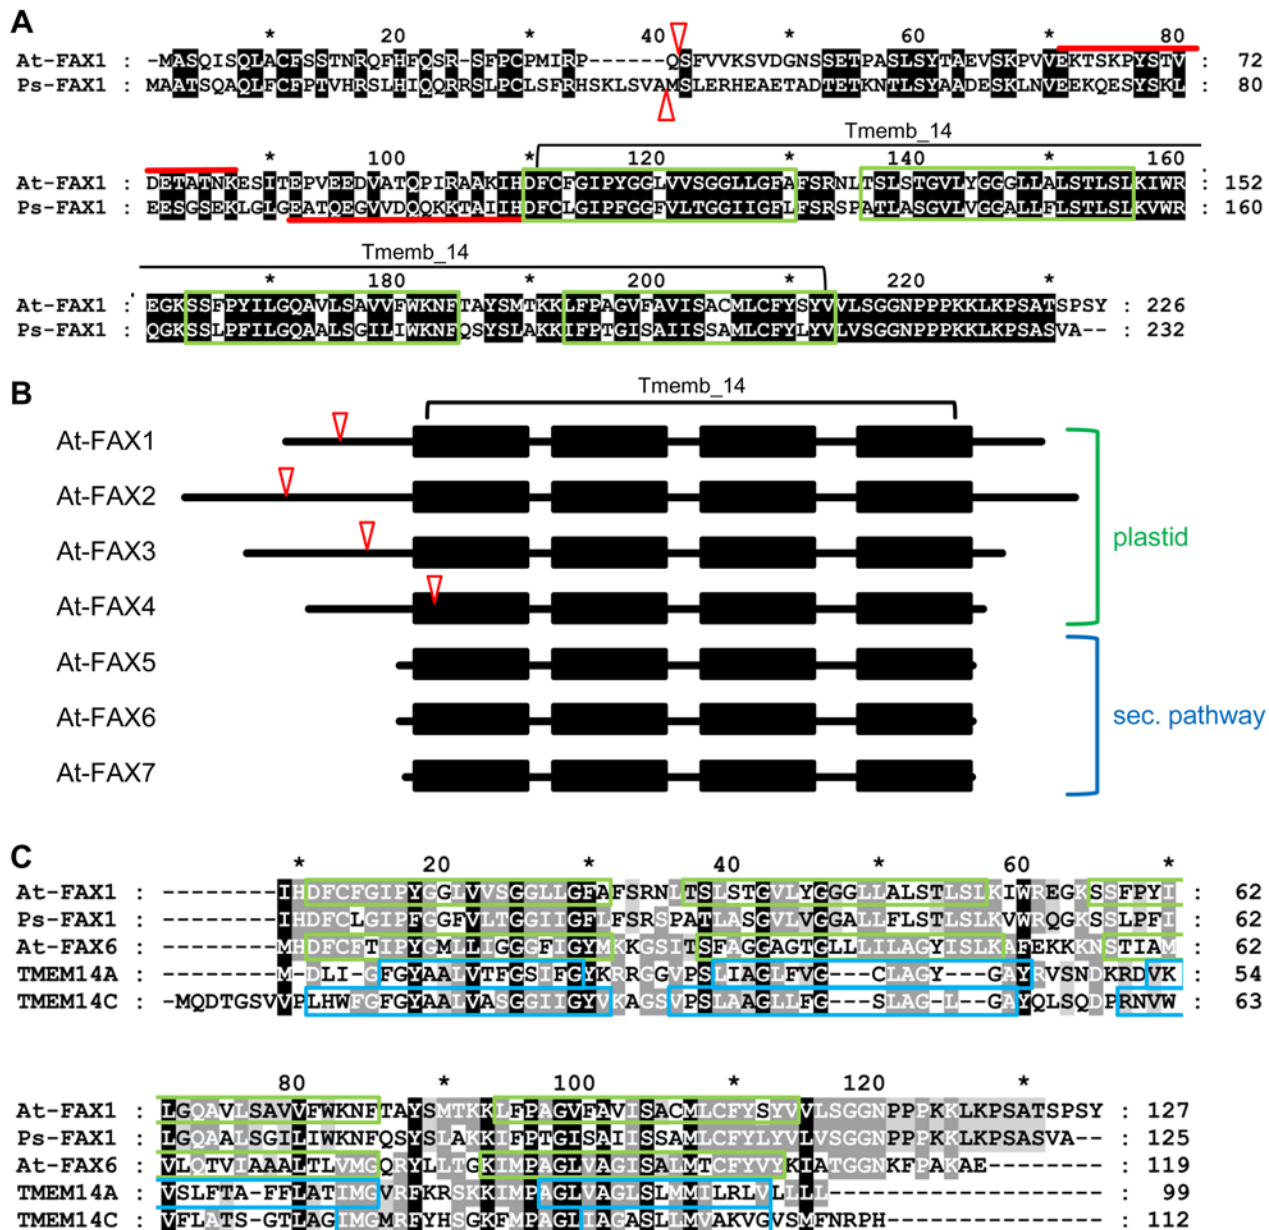 A
* 20 * 40 * 60 * 80
At-FAX1 : -MASQISQLACFSSTNRQFHFQSR-SFPCPMIRP------QSFVVKSVDGNSSETPASLSYTAEVSKPVVEKTSKPYSTV : 72
Ps-FAX1 : MAATSQAQLFCFPTVHRSLHIQQRRSLPCLSFRHSKLSVAMSLERHEAETADTETKNTLSYAADESKLNVEEKQESYSKL : 80
Tmemb_14
* 100 * 120 * 140 * 160
At-FAX1 : DETATNKESITEPVEEDVATQPIRAAKIHDFCFGIPYGGLVVSGGLLGFAFSRNLTSLSTGVLYGGGLLALSTLSLKIWR : 152
Ps-FAX1 : EESGSEKLGLGEATQEGVVDQQKKTAIIHDFCLGIPFGGFVLTGGIIGFLFSRSPATLASGVLVGGALLFLSTLSLKVWR : 160
Tmemb_14
* 180 * 200 * 220 *
At-FAX1 : EGKSSFPYILGQAVLSAVVFWKNFTAYSMTKKLFPAGVFAVISACMLCFYSYVVLSGGNPPPKKLKPSATSPSY : 226
Ps-FAX1 : QGKSSLPFILGQAALSGILIWKNFQSYSLAKKIFPTGISAIISSAMLCFYLYVLVSGGNPPPKKLKPSASVA-- : 232
B
Tmemb_14
At-FAX1
At-FAX2
At-FAX3
At-FAX4
plastid
At-FAX5
At-FAX6
At-FAX7
sec. pathway
C
* 20 * 40 * 60 *
At-FAX1 : --------IHDFCFGIPYGGLVVSGGLLGFAFSRNLTSLSTGVLYGGGLLALSTLSLKIWREGKSSFPYI : 62
Ps-FAX1 : --------IHDFCLGIPFGGFVLTGGIIGFLFSRSPATLASGVLVGGALLFLSTLSLKVWRQGKSSLPFI : 62
At-FAX6 : --------MHDFCFTIPYGMLLIGGGFIGYMKKGSITSFAGGAGTGLLLILAGYISLKAFEKKKNSTIAM : 62
TMEM14A : --------M-DLI-GFGYAALVTFGSIFGYKRRGGVPSLIAGLFVG---CLAGY---GAYRVSNDKRDVK : 54
TMEM14C : -MQDTGSVVPLHWFGFGYAALVASGGIIGYVKAGSVPSLAAGLLFG---SLAG-L--GAYQLSQDPRNVW : 63
80 * 100 * 120 *
At-FAX1 : LGQAVLSAVVFWKNFTAYSMTKKLFPAGVFAVISACMLCFYSYVVLSGGNPPPKKLKPSATSPSY : 127
Ps-FAX1 : LGQAALSGILIWKNFQSYSLAKKIFPTGISAIISSAMLCFYLYVLVSGGNPPPKKLKPSASVA-- : 125
At-FAX6 : VLQTVIAAALTLVMGQRYLLTGKIMPAGLVAGISALMTCFYVYKIATGGNKFPAKAE-------- : 119
TMEM14A : VSLFTA-FFLATIMGVRFKRSKKIMPAGLVAGLSLMMILRLVLLLL------------------- : 99
TMEM14C : VFLATS-GTLAGIMGMRFYHSGKFMPAGLIAGASLLMVAKVGVSMFNRPH--------------- : 112